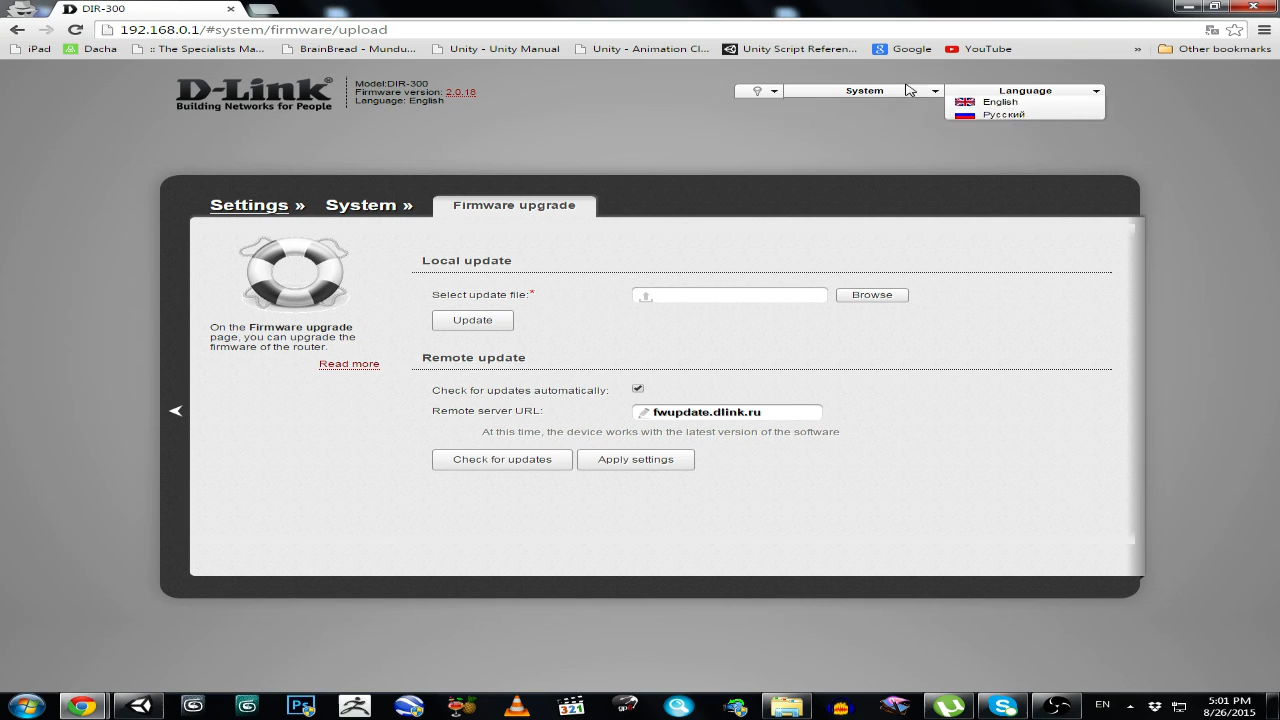 DIR-300
192.168.0.1/#system/firmware/upload
iPad
Dacha
:: The Specialists Ma...
BrainBread - Mundu...
Unity - Unity Manual
Unity - Animation Cl...
UnityScript Referen...
Google
YouTube
»
Other bookmarks
D-Link
Building Networks for People
Model:DIR-300
Firmware version: 2.0.18
Language: English
System
Language
English
Русский
Settings »
System »
Firmware upgrade
On the Firmware upgrade
page, you can upgrade the
firmware of the router.
Read more
Local update
Select update file:*
Browse
Update
Remote update
Check for updates automatically:
Remote server URL:
fwupdate.dlink.ru
At this time, the device works with the latest version of the software
Check for updates
Apply settings
Ps
321
EN
5:01 PM
8/26/2015